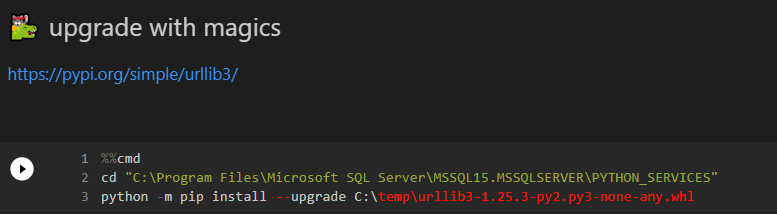 upgrade with magics
https://pypi.org/simple/urllib3/
1 %%cmd
2 cd "C:\Program Files\Microsoft SQL Server\MSSQL15.MSSQLSERVER\PYTHON_SERVICES"
3 python -m pip install --upgrade C:\temp\urllib3-1.25.3-py2.py3-none-any.whl